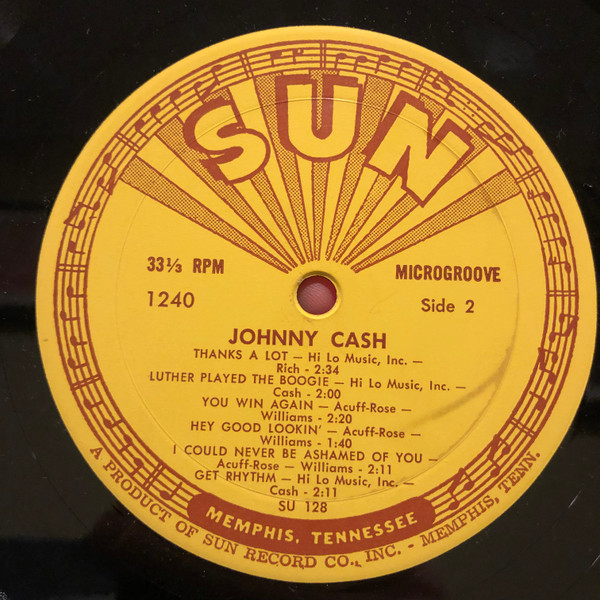 SUN
33⅓ RPM
MICROGROOVE
1240
Side 2
JOHNNY CASH
THANKS A LOT — Hi Lo Music, Inc. —
Rich - 2:34
LUTHER PLAYED THE BOOGIE — Hi Lo Music, Inc. —
Cash - 2:00
YOU WIN AGAIN — Acuff-Rose —
Williams - 2:20
HEY GOOD LOOKIN' — Acuff-Rose —
Williams - 1:40
I COULD NEVER BE ASHAMED OF YOU —
Acuff-Rose — Williams - 2:11
GET RHYTHM — Hi Lo Music, Inc. —
Cash - 2:11
SU 128
MEMPHIS, TENNESSEE
A PRODUCT OF SUN RECORD CO., INC. - MEMPHIS, TENN.